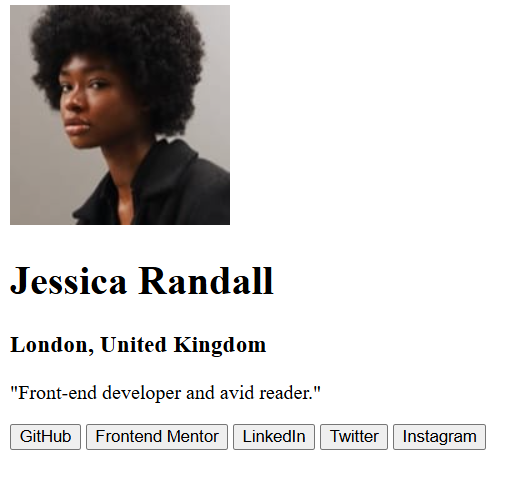 Jessica Randall
London, United Kingdom
"Front-end developer and avid reader."
GitHub Frontend Mentor LinkedIn Twitter Instagram